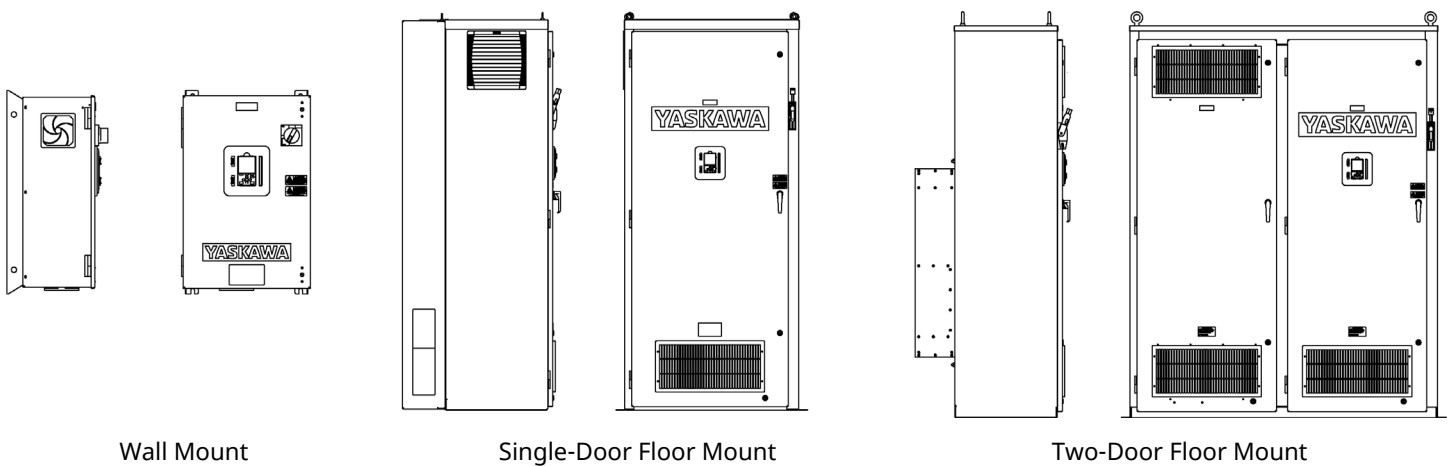 YASKAWA
YASKAWA
YASKAWA
Wall Mount
Single-Door Floor Mount
Two-Door Floor Mount